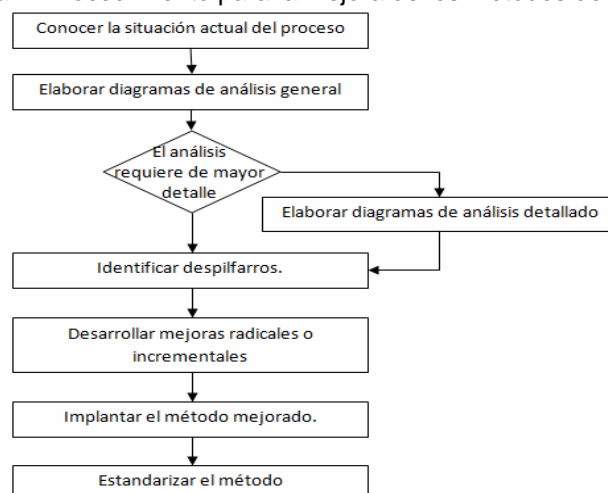 Conocer la situación actual del proceso
Elaborar diagramas de análisis general
El análisis
requiere de mayor
detalle
Elaborar diagramas de análisis detallado
Identificar despilfarros.
Desarrollar mejoras radicales o
incrementales
Implantar el método mejorado.
Estandarizar el método